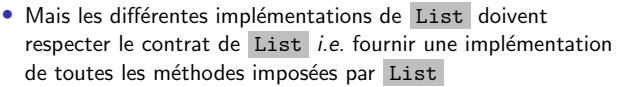 • Mais les différentes implémentations de List doivent
respecter le contrat de List i.e. fournir une implémentation
de toutes les méthodes imposées par List